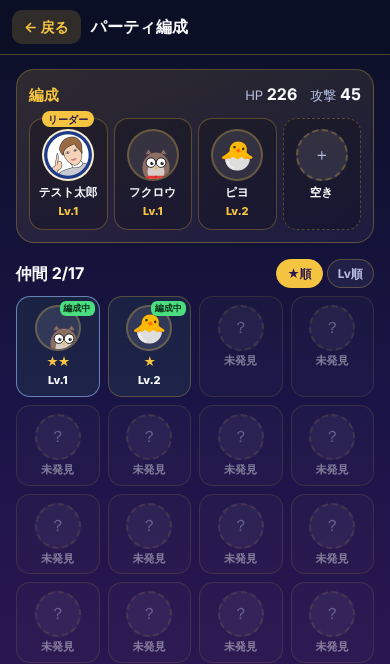 ← 戻る パーティ編成
編成 HP 226 攻撃 45
リーダー
テスト太郎 フクロウ ピヨ 空き
Lv.1 Lv.1 Lv.2
+
仲間 2/17 ★順 Lv順
編成中 編成中
★★ ★
Lv.1 Lv.2
? ?
未発見 未発見
? ? ? ?
未発見 未発見 未発見 未発見
? ? ? ?
未発見 未発見 未発見 未発見
? ? ? ?
未発見 未発見 未発見 未発見